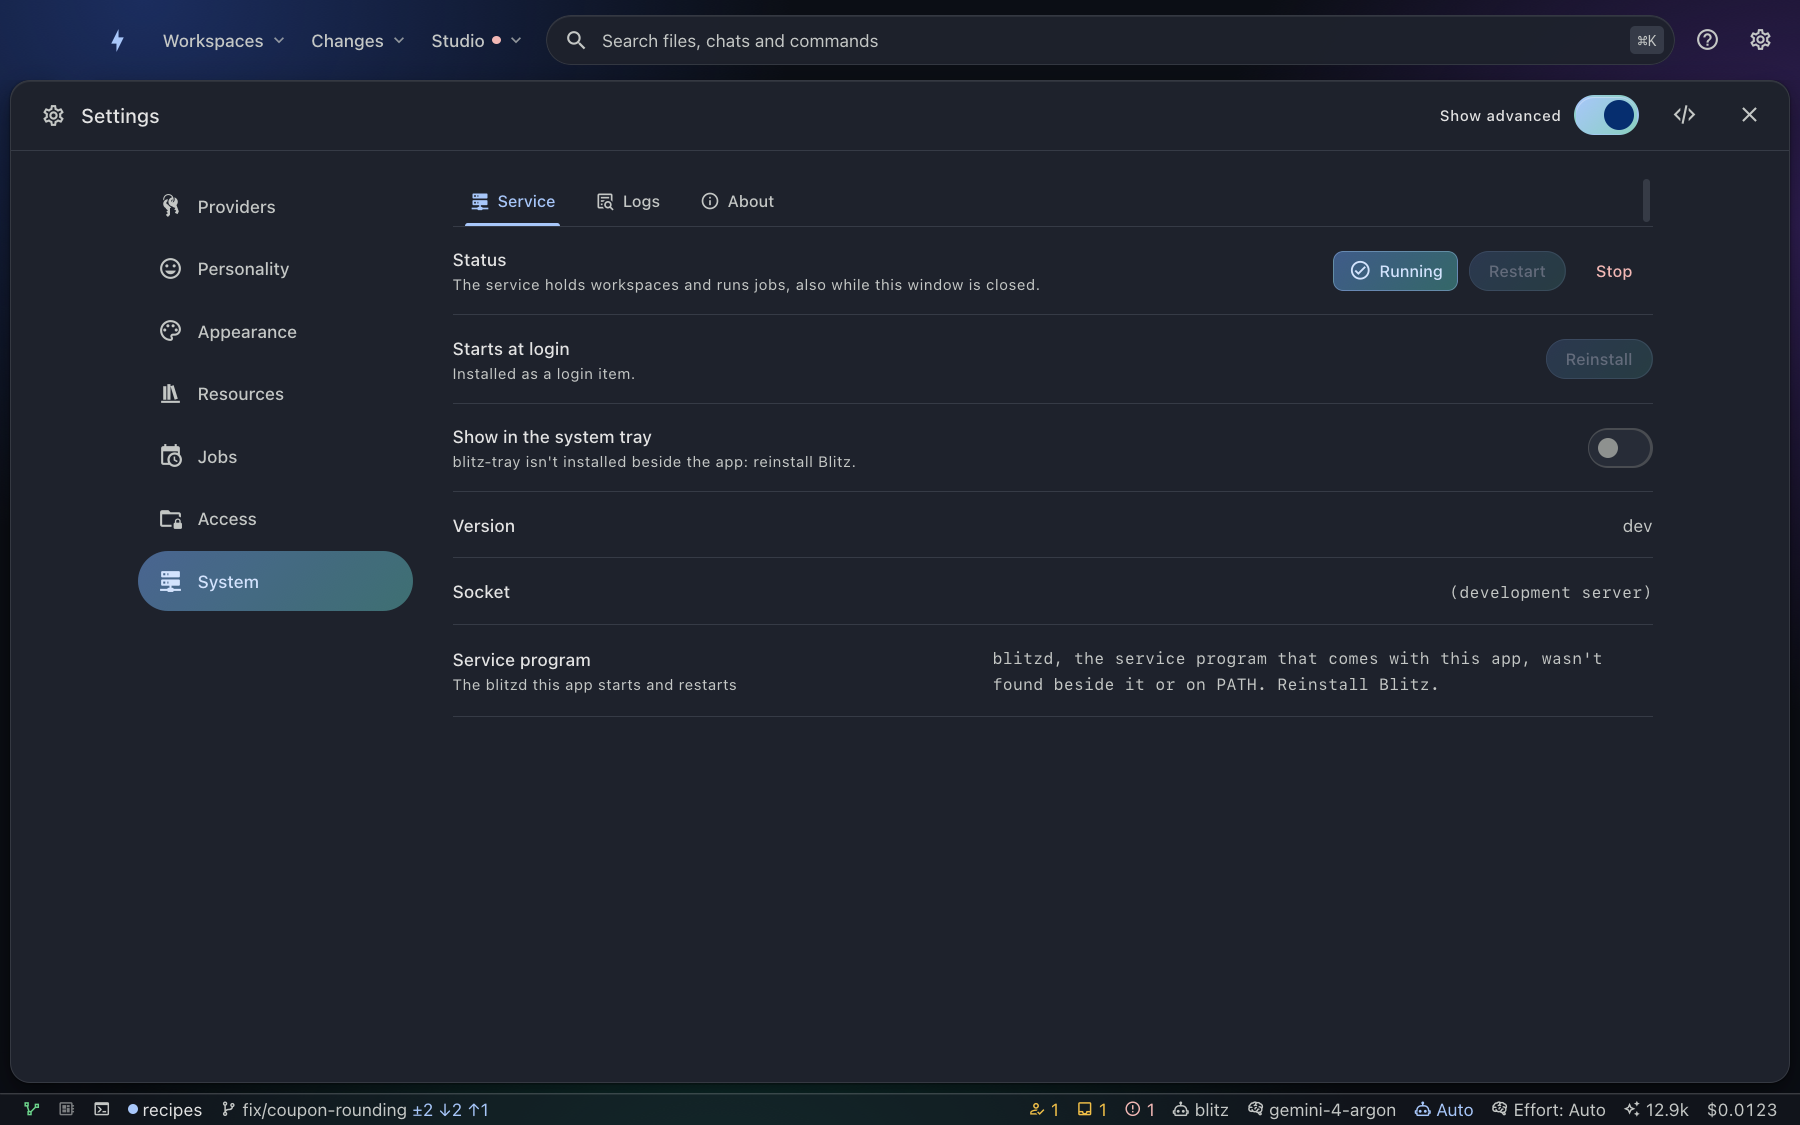 Workspaces Changes Studio Search files, chats and commands ⌘K
Settings Show advanced
Providers
Personality
Appearance
Resources
Jobs
Access
System
Service Logs About
Status
The service holds workspaces and runs jobs, also while this window is closed.
Running Restart Stop
Starts at login
Installed as a login item.
Reinstall
Show in the system tray
blitz-tray isn't installed beside the app: reinstall Blitz.
Version dev
Socket (development server)
Service program
The blitzd this app starts and restarts
blitzd, the service program that comes with this app, wasn't
found beside it or on PATH. Reinstall Blitz.
recipes fix/coupon-rounding ±2 ↓2 ↑1 1 1 1 blitz gemini-4-argon Auto Effort: Auto 12.9k $0.0123